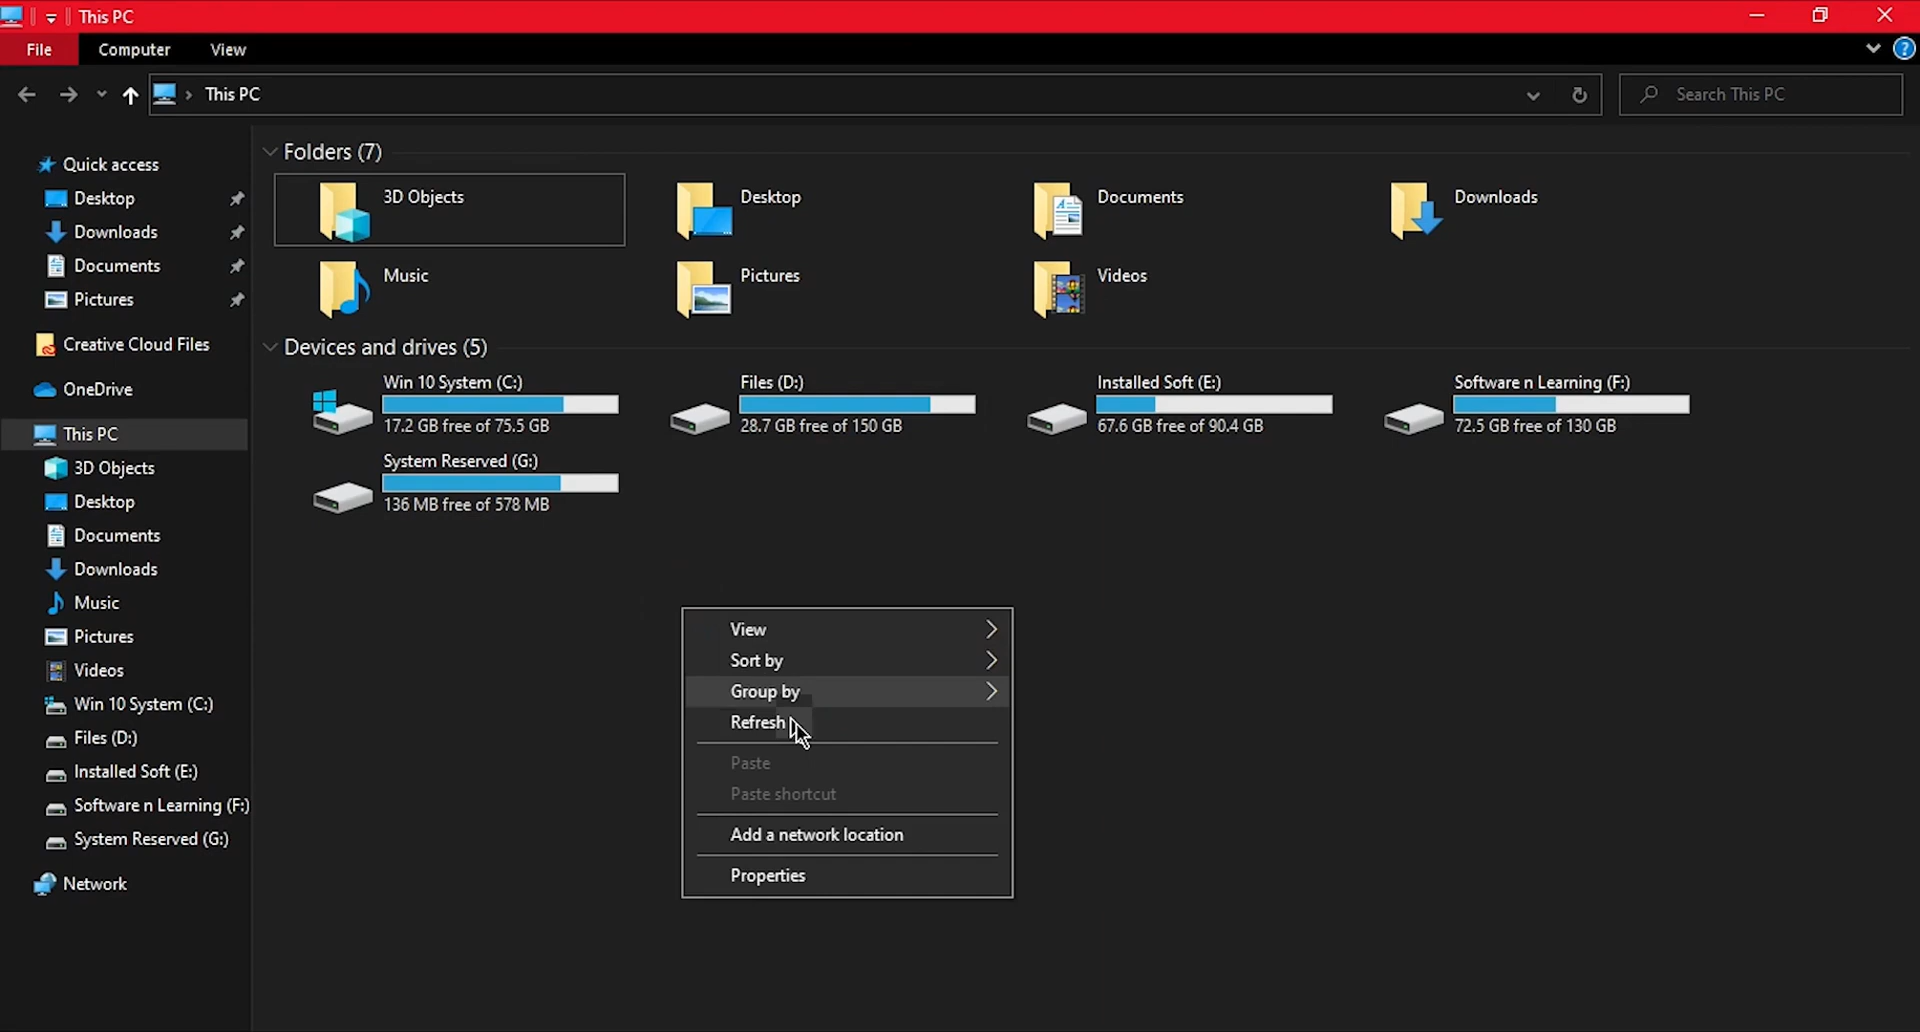 This PC
File Computer View
This PC
Search This PC
Quick access
Desktop
Downloads
Documents
Pictures
Creative Cloud Files
OneDrive
This PC
3D Objects
Desktop
Documents
Downloads
Music
Pictures
Videos
Win 10 System (C:)
Files (D:)
Installed Soft (E:)
Software n Learning (F:)
System Reserved (G:)
Network
Folders (7)
3D Objects
Desktop
Documents
Downloads
Music
Pictures
Videos
Devices and drives (5)
Win 10 System (C:)
17.2 GB free of 75.5 GB
Files (D:)
28.7 GB free of 150 GB
Installed Soft (E:)
67.6 GB free of 90.4 GB
Software n Learning (F:)
72.5 GB free of 130 GB
System Reserved (G:)
136 MB free of 578 MB
View
Sort by
Group by
Refresh
Paste
Paste shortcut
Add a network location
Properties